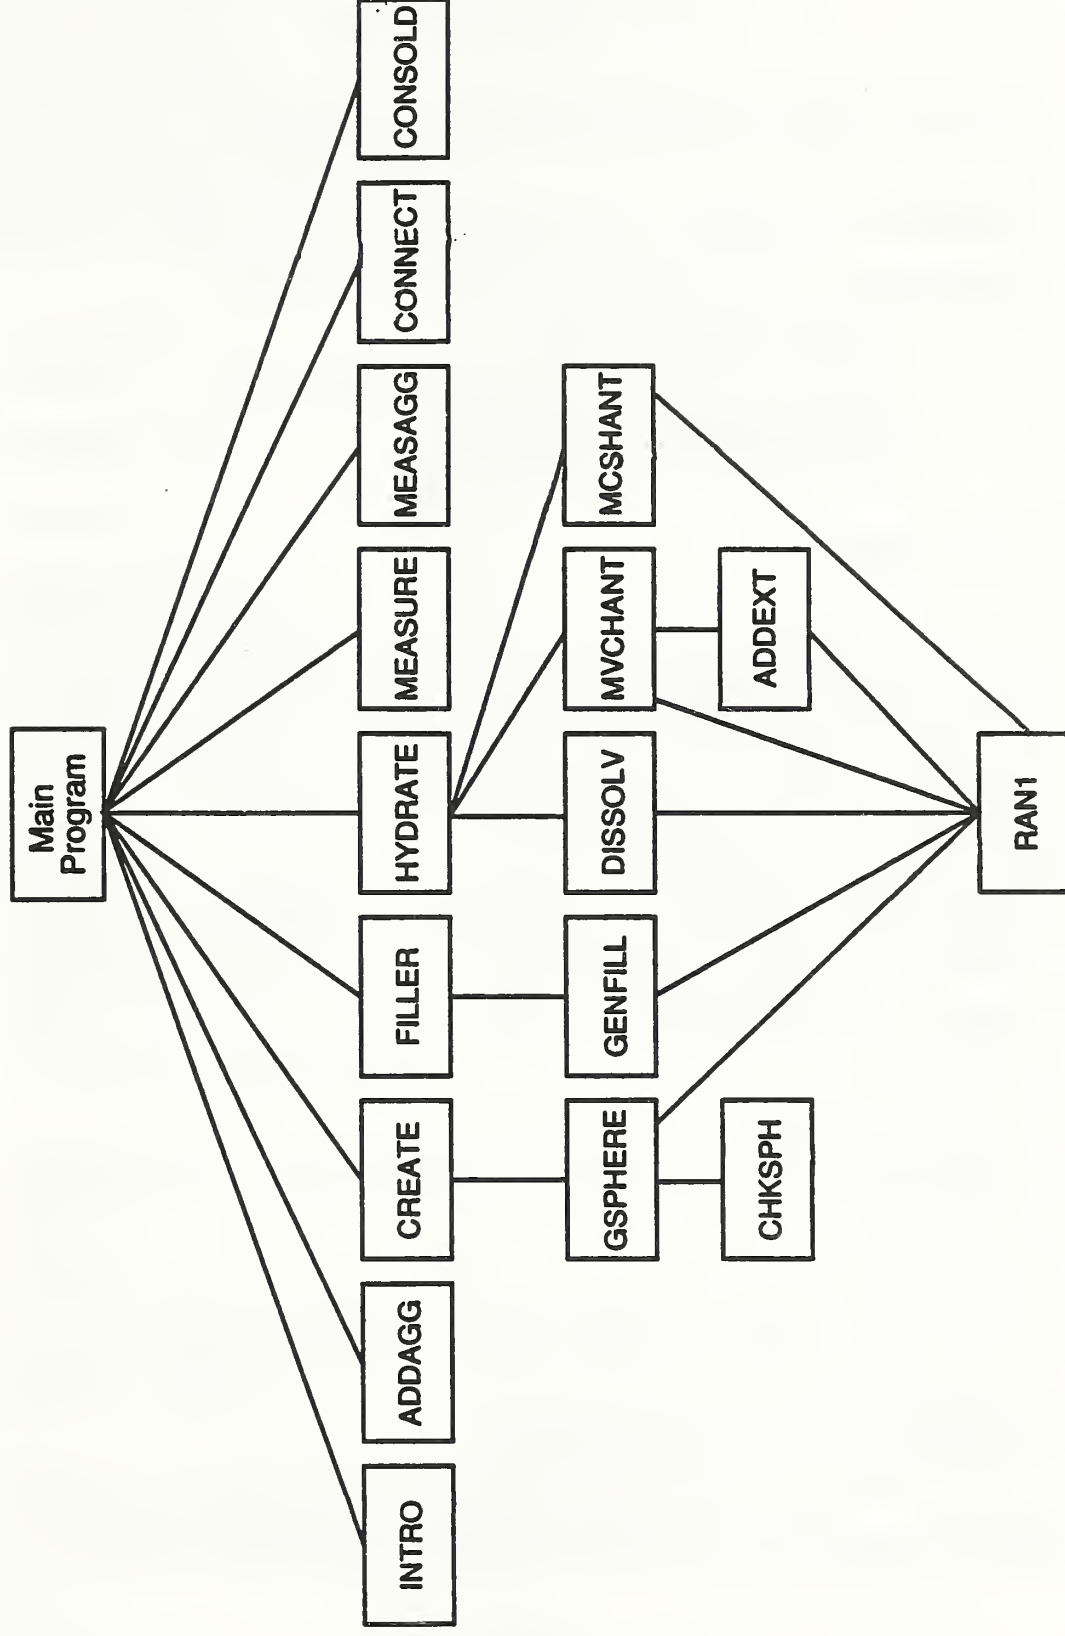 Main
Program
INTRO
ADDAGG
CREATE
FILLER
HYDRATE
MEASURE
MEASAGG
CONNECT
CONSOLD
GSPHERE
GENFILL
DISSOLV
MVCHANT
MCSHANT
CHKSPH
ADDEXT
RAN1